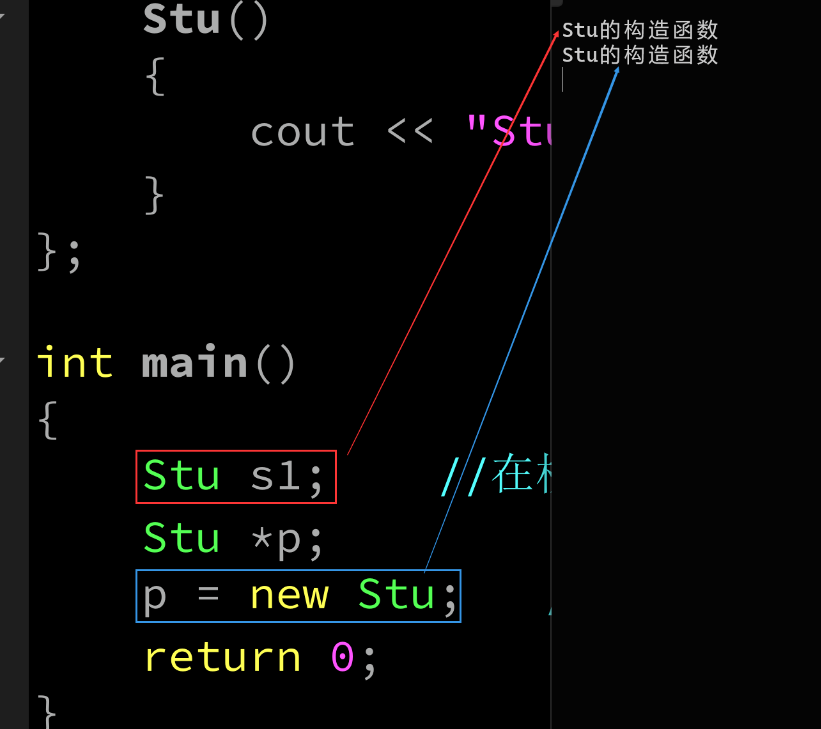 Stu()
{
cout << "Stu
}
};
int main()
{
Stu s1; //在
Stu *p;
p = new Stu;
return 0;
}
Stu的构造函数
Stu的构造函数